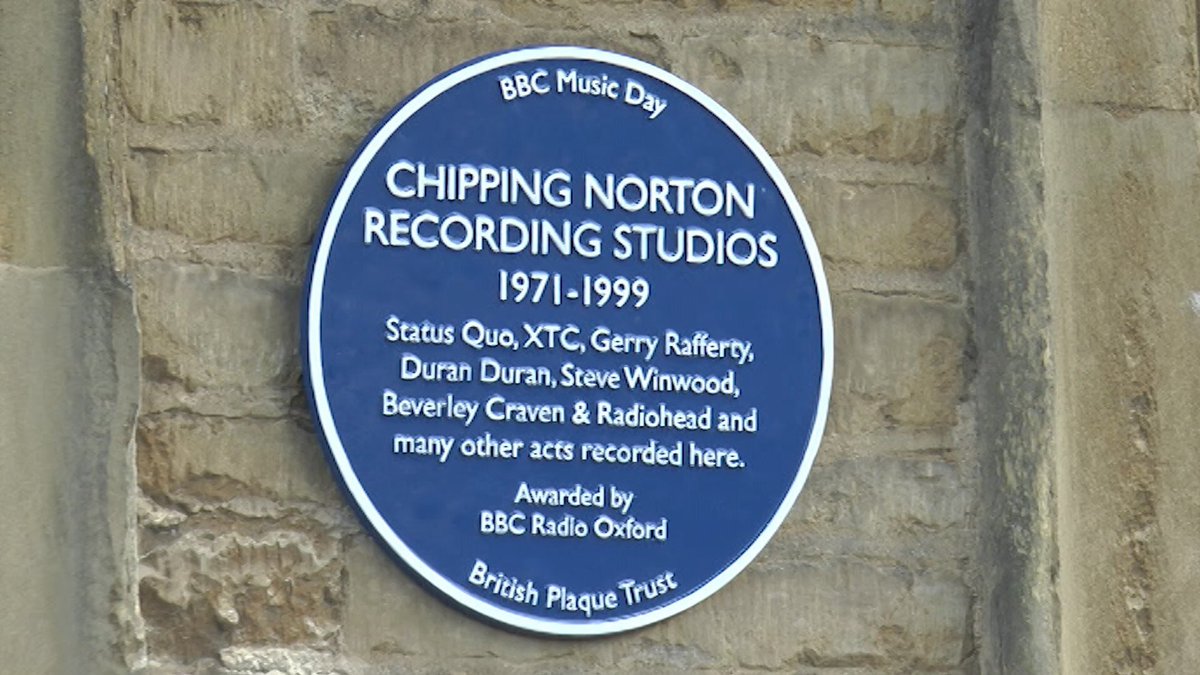 BBC Music Day
CHIPPING NORTON
RECORDING STUDIOS
1971-1999
Status Quo, XTC, Gerry Rafferty,
Duran Duran, Steve Winwood,
Beverley Craven & Radiohead and
many other acts recorded here.
Awarded by
BBC Radio Oxford
British Plaque Trust